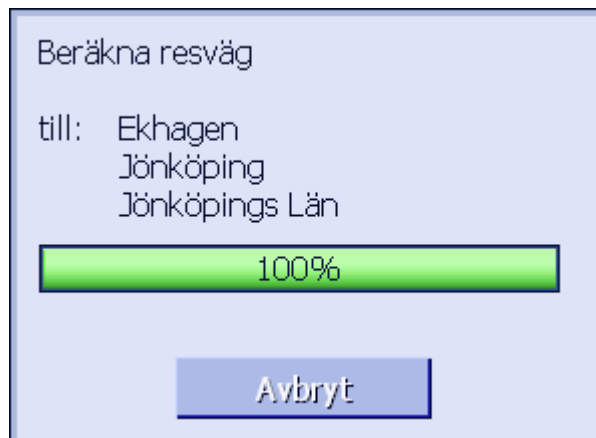 Beräkna resväg
till: Ekhagen
Jönköping
Jönköpings Län
100%
Avbryt